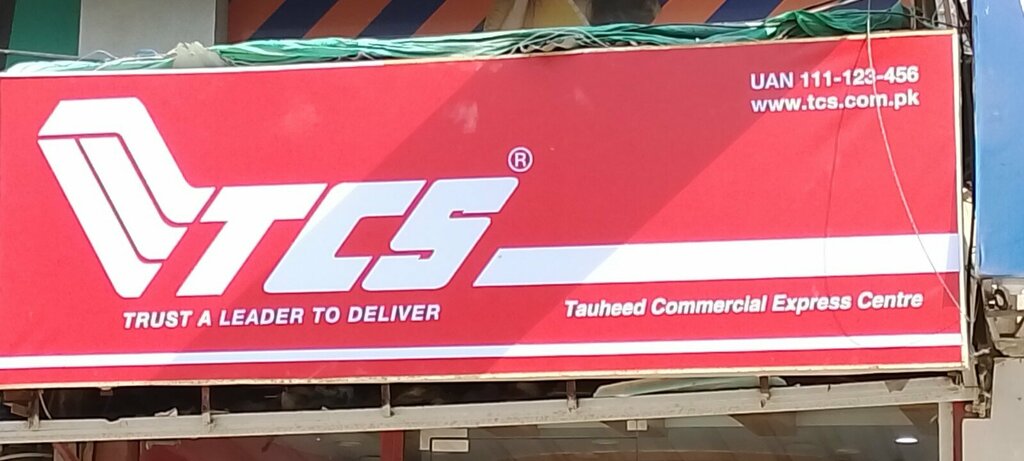 UAN 111-123-456
www.tcs.com.pk
TCS®
TRUST A LEADER TO DELIVER
Tauheed Commercial Express Centre